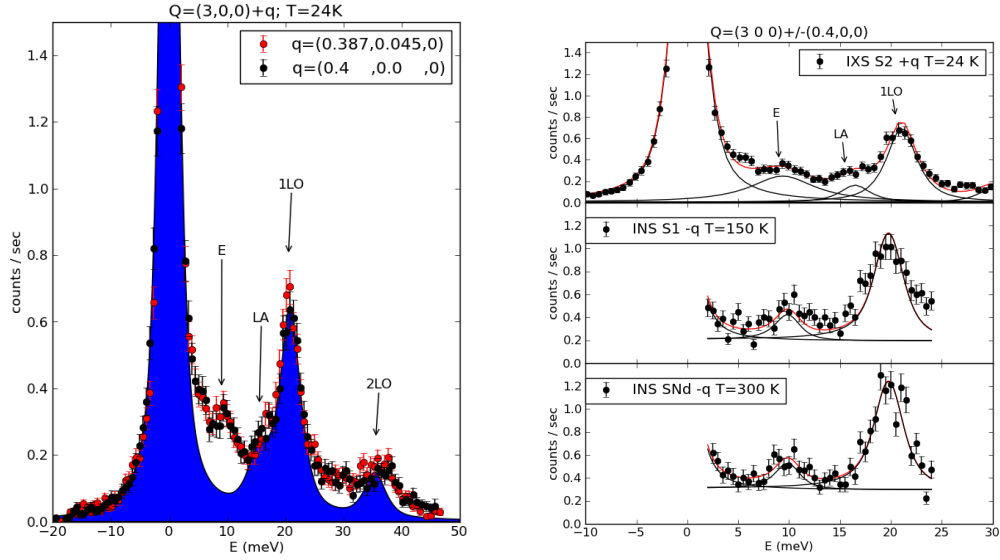 Q=(3,0,0)+q; T=24K
q=(0.387,0.045,0)
q=(0.4 ,0.0 ,0)
counts / sec
1.4
1.2
1.0
0.8
0.6
0.4
0.2
0.0
E
LA
1LO
2LO
−20 −10 0 10 20 30 40 50
E (meV)
Q=(3 0 0)+/-(0.4,0,0)
IXS S2 +q T=24 K
counts / sec
1.4
1.2
1.0
0.8
0.6
0.4
0.2
0.0
E
LA
1LO
INS S1 -q T=150 K
counts / sec
1.2
1.0
0.8
0.6
0.4
0.2
0.0
INS SNd -q T=300 K
counts / sec
1.2
1.0
0.8
0.6
0.4
0.2
0.0
−10 −5 0 5 10 15 20 25 30
E (meV)